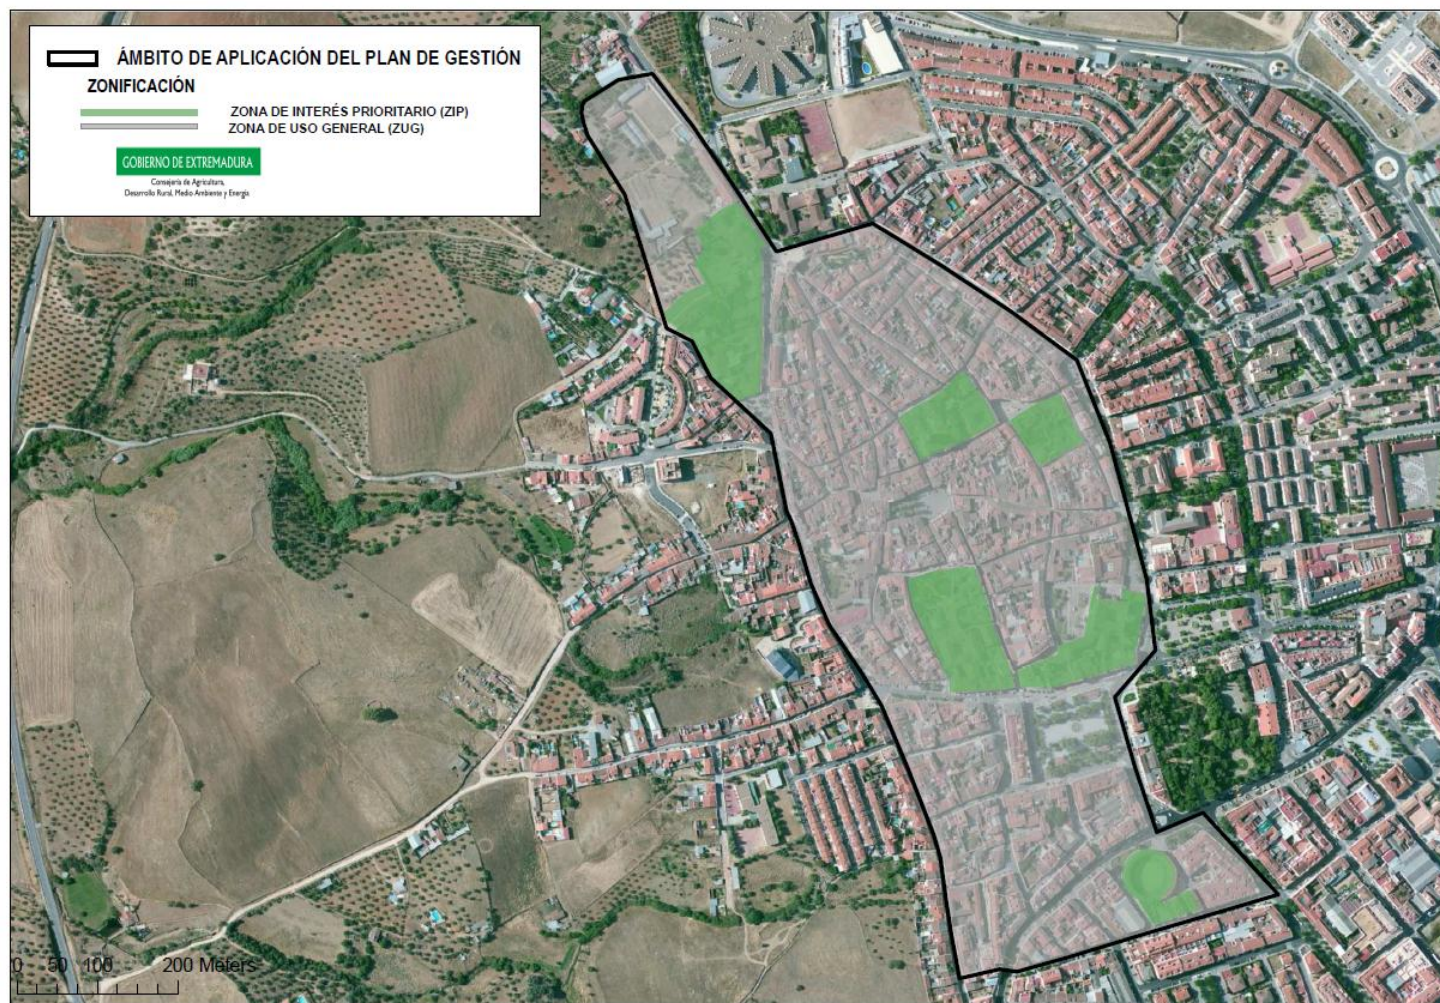 ÁMBITO DE APLICACIÓN DEL PLAN DE GESTIÓN
ZONIFICACIÓN
ZONA DE INTERÉS PRIORITARIO (ZIP)
ZONA DE USO GENERAL (ZUG)
GOBIERNO DE EXTREMADURA
Consejería de Agricultura,
Desarrollo Rural, Medio Ambiente y Energía
0 50 100 200 Meters